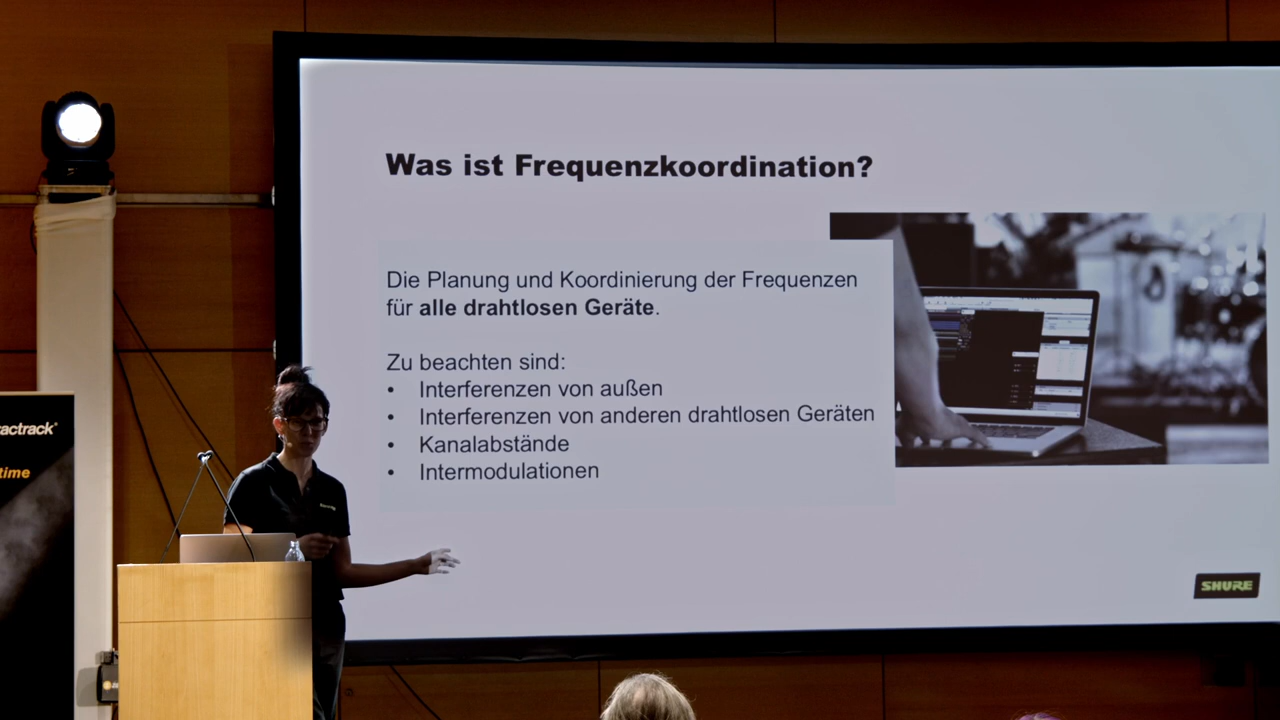 Was ist Frequenzkoordination?
Die Planung und Koordinierung der Frequenzen
für alle drahtlosen Geräte.
Zu beachten sind:
• Interferenzen von außen
• Interferenzen von anderen drahtlosen Geräten
• Kanalabstände
• Intermodulationen
SHURE
actrack®
time